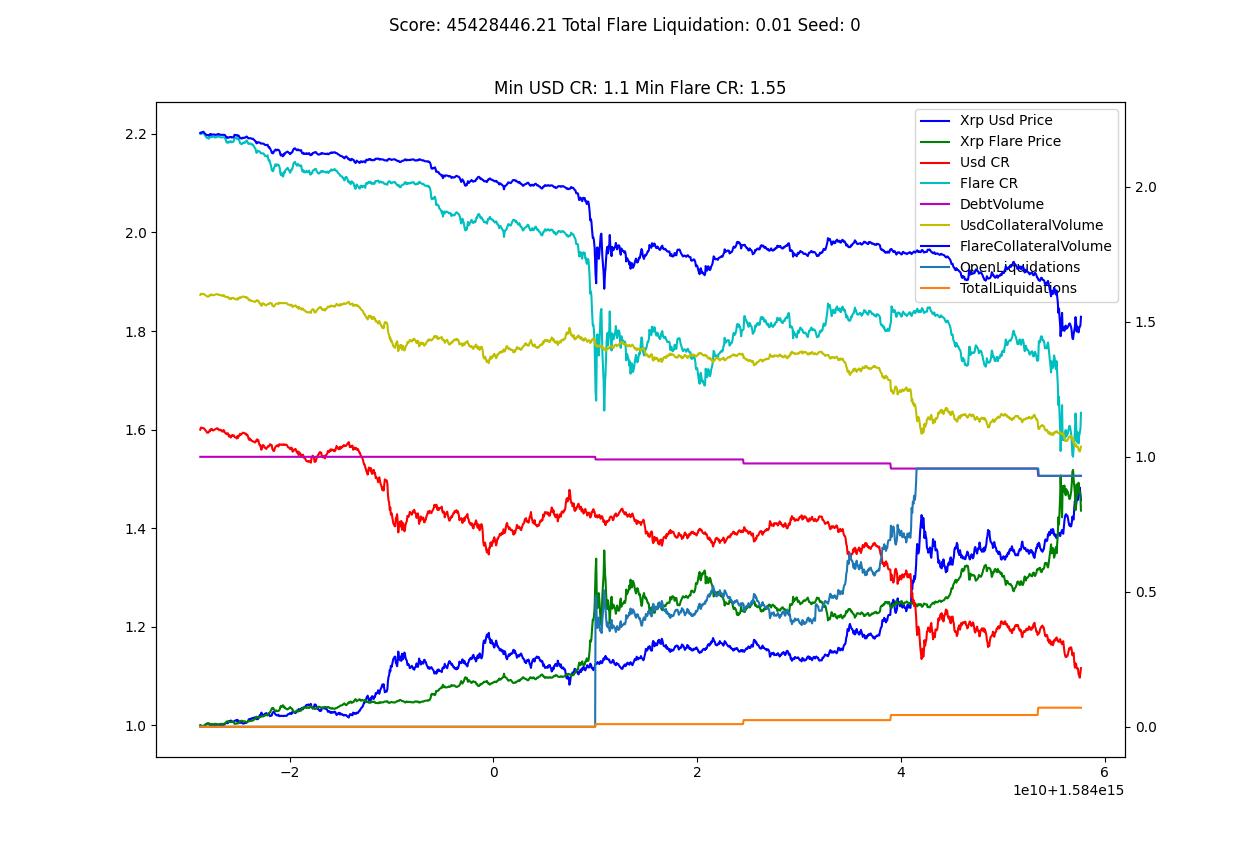 Score: 45428446.21 Total Flare Liquidation: 0.01 Seed: 0
Min USD CR: 1.1 Min Flare CR: 1.55
Xrp Usd Price
Xrp Flare Price
Usd CR
Flare CR
DebtVolume
UsdCollateralVolume
FlareCollateralVolume
OpenLiquidations
TotalLiquidations
2.2
2.0
1.8
1.6
1.4
1.2
1.0
2.0
1.5
1.0
0.5
0.0
−2 0 2 4 6
1e10+1.584e15